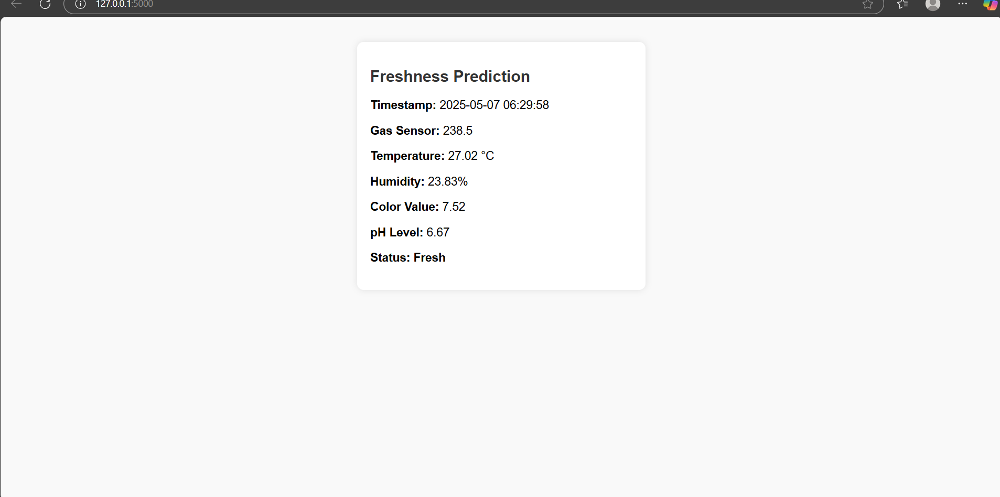 127.0.0.1:5000
Freshness Prediction
Timestamp: 2025-05-07 06:29:58
Gas Sensor: 238.5
Temperature: 27.02 °C
Humidity: 23.83%
Color Value: 7.52
pH Level: 6.67
Status: Fresh